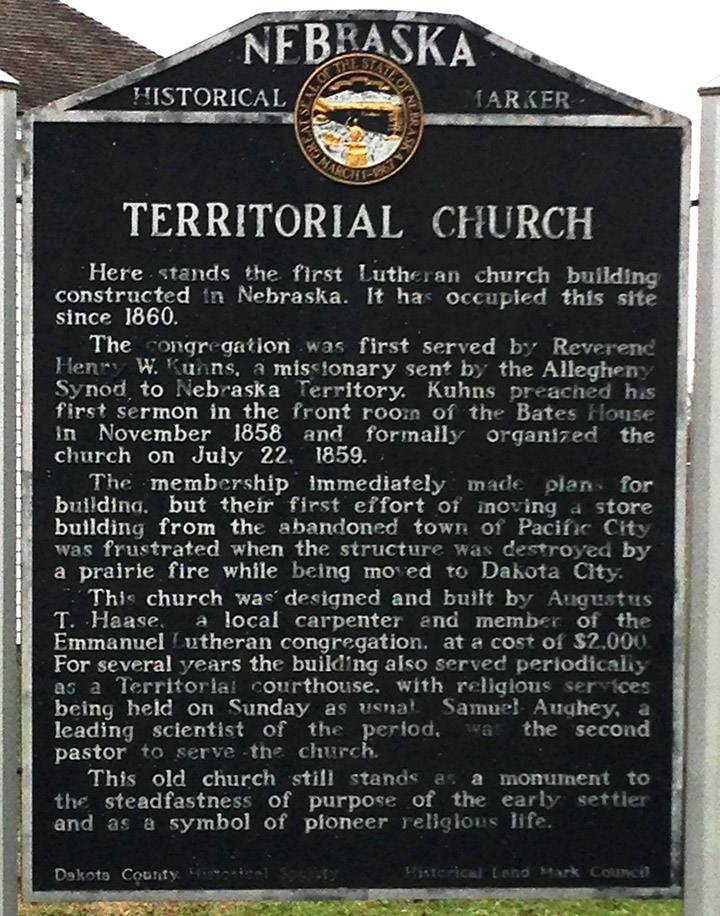 NEBRASKA
HISTORICAL MARKER
GREAT SEAL OF THE STATE OF NEBRASKA
MARCH 1ST 1867
TERRITORIAL CHURCH
Here stands the first Lutheran church building
constructed in Nebraska. It has occupied this site
since 1860.
The congregation was first served by Reverend
Henry W. Kuhns, a missionary sent by the Allegheny
Synod to Nebraska Territory. Kuhns preached his
first sermon in the front room of the Bates House
in November 1858 and formally organized the
church on July 22, 1859.
The membership immediately made plans for
building, but their first effort of moving a store
building from the abandoned town of Pacific City
was frustrated when the structure was destroyed by
a prairie fire while being moved to Dakota City.
This church was designed and built by Augustus
T. Haase, a local carpenter and member of the
Emmanuel Lutheran congregation, at a cost of $2,000.
For several years the building also served periodically
as a Territorial courthouse, with religious services
being held on Sunday as usual. Samuel Aughey, a
leading scientist of the period, was the second
pastor to serve the church.
This old church still stands as a monument to
the steadfastness of purpose of the early settler
and as a symbol of pioneer religious life.
Dakota County Historical Society Historical Land Mark Council